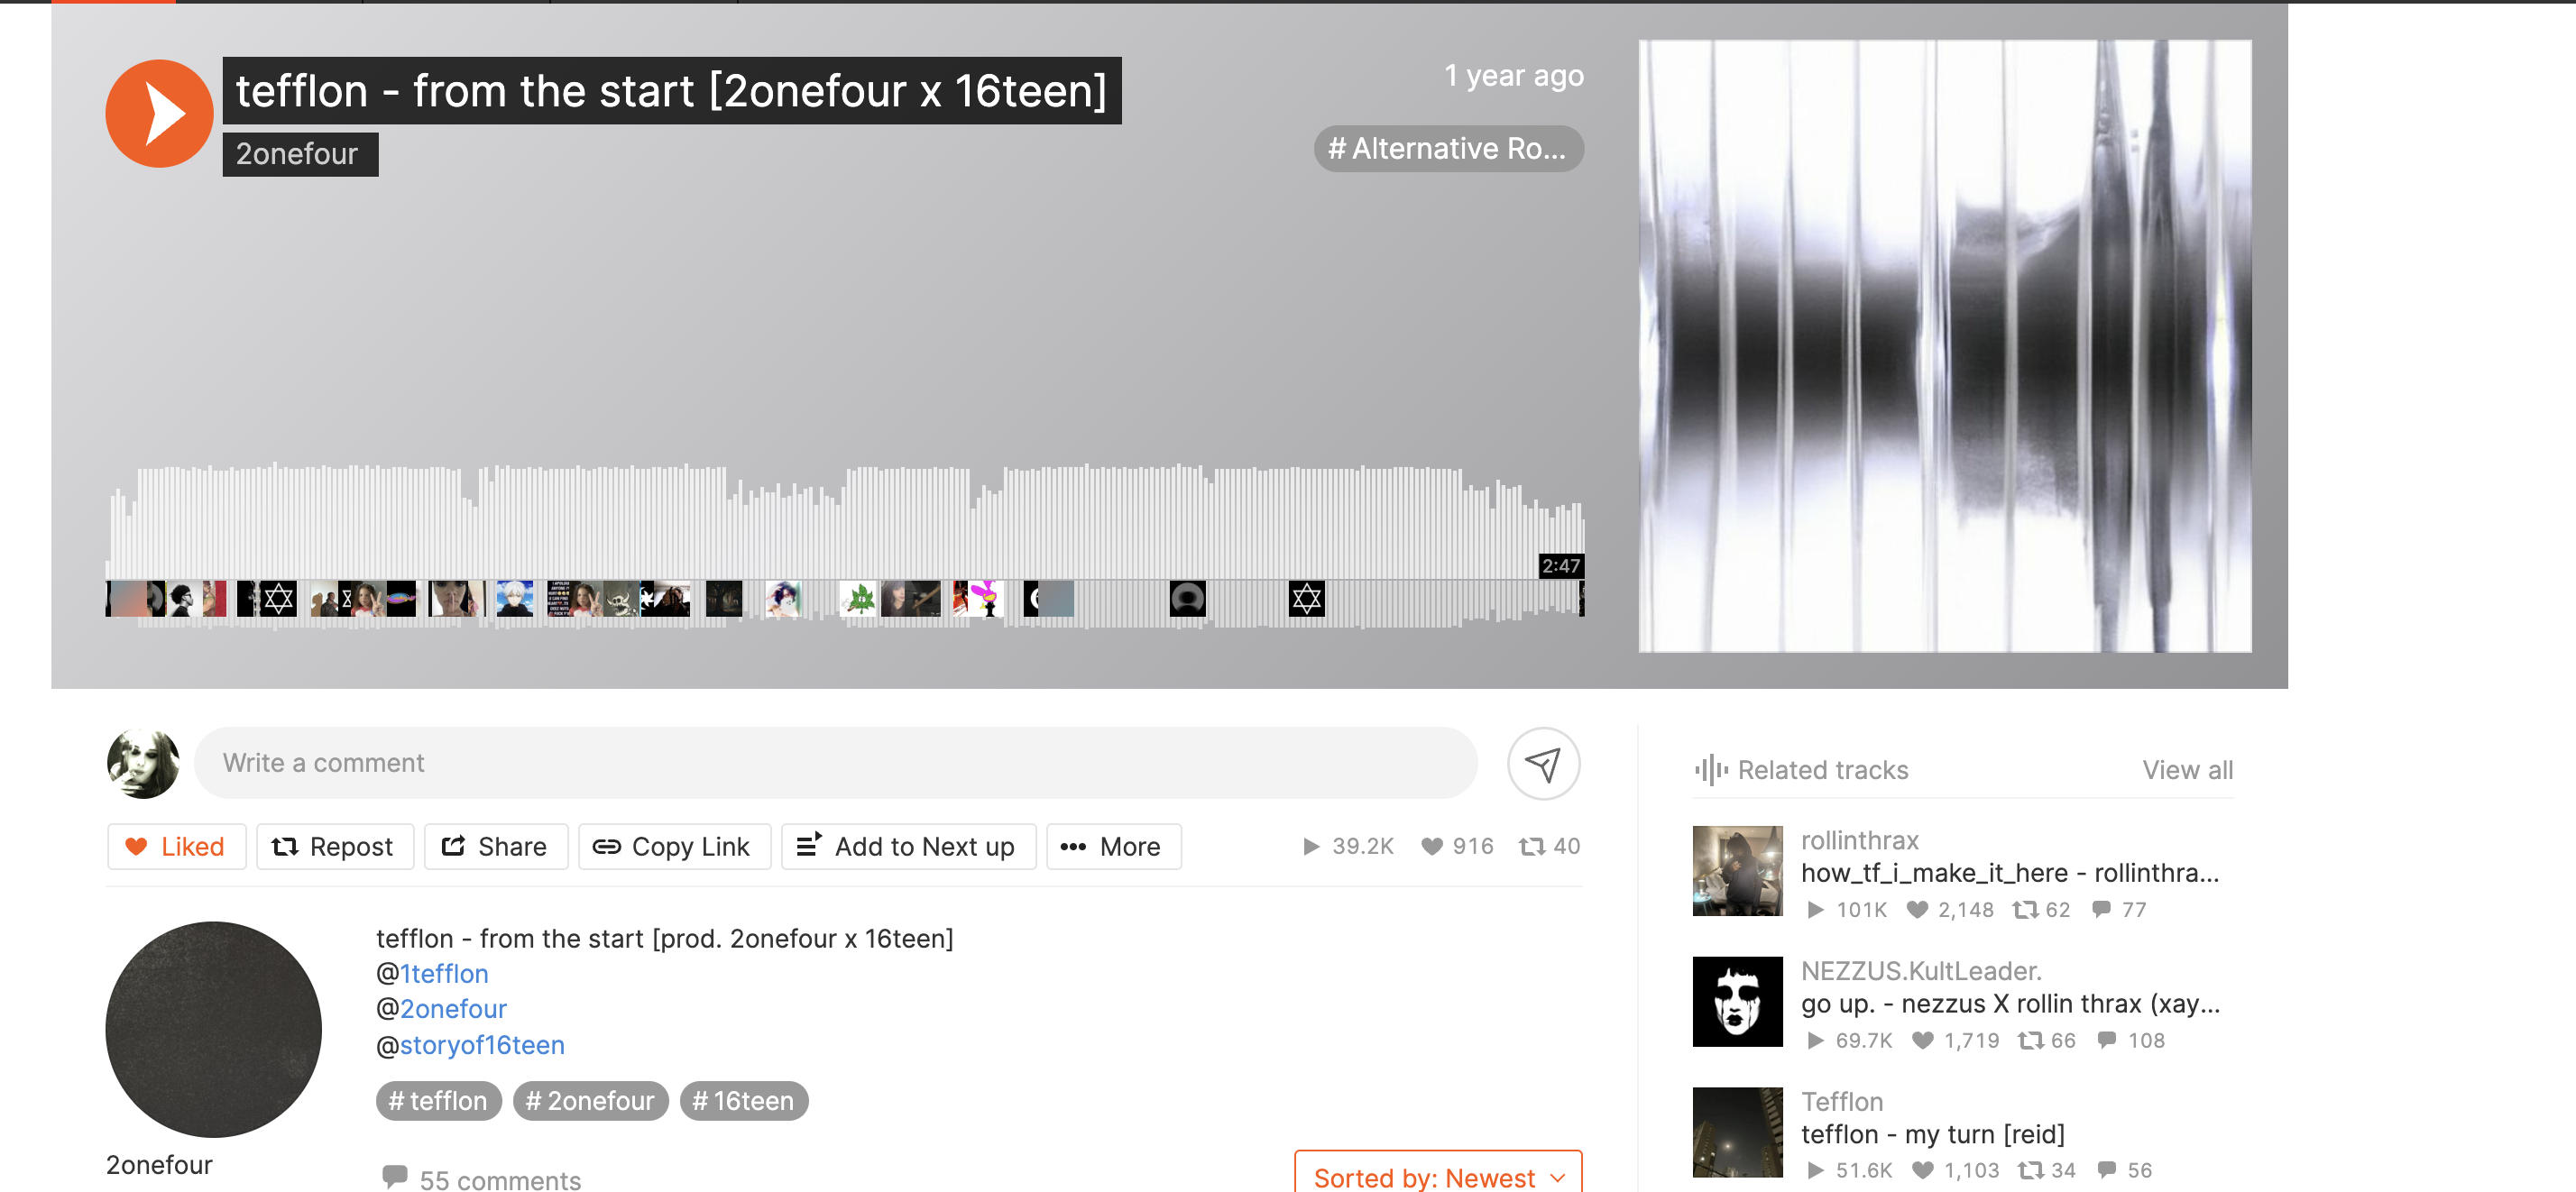 tefflon - from the start [2onefour x 16teen]
2onefour
1 year ago
# Alternative Ro...
2:47
Write a comment
Liked
Repost
Share
Copy Link
Add to Next up
More
39.2K
916
40
tefflon - from the start [prod. 2onefour x 16teen]
@1tefflon
@2onefour
@storyof16teen
# tefflon # 2onefour # 16teen
2onefour
55 comments
Sorted by: Newest
Related tracks
View all
rollinthrax
how_tf_i_make_it_here - rollinthra...
101K 2,148 62 77
NEZZUS.KultLeader.
go up. - nezzus X rollin thrax (xay...
69.7K 1,719 66 108
Tefflon
tefflon - my turn [reid]
51.6K 1,103 34 56